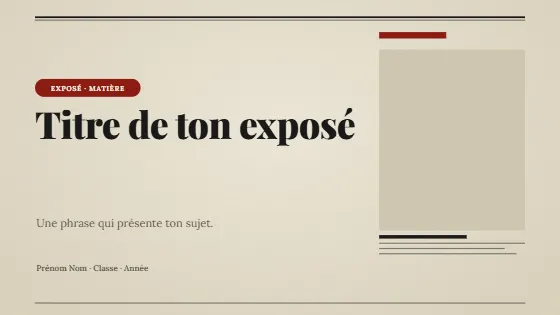 EXPOSÉ · MATIÈRE
Titre de ton exposé
Une phrase qui présente ton sujet.
Prénom Nom · Classe · Année